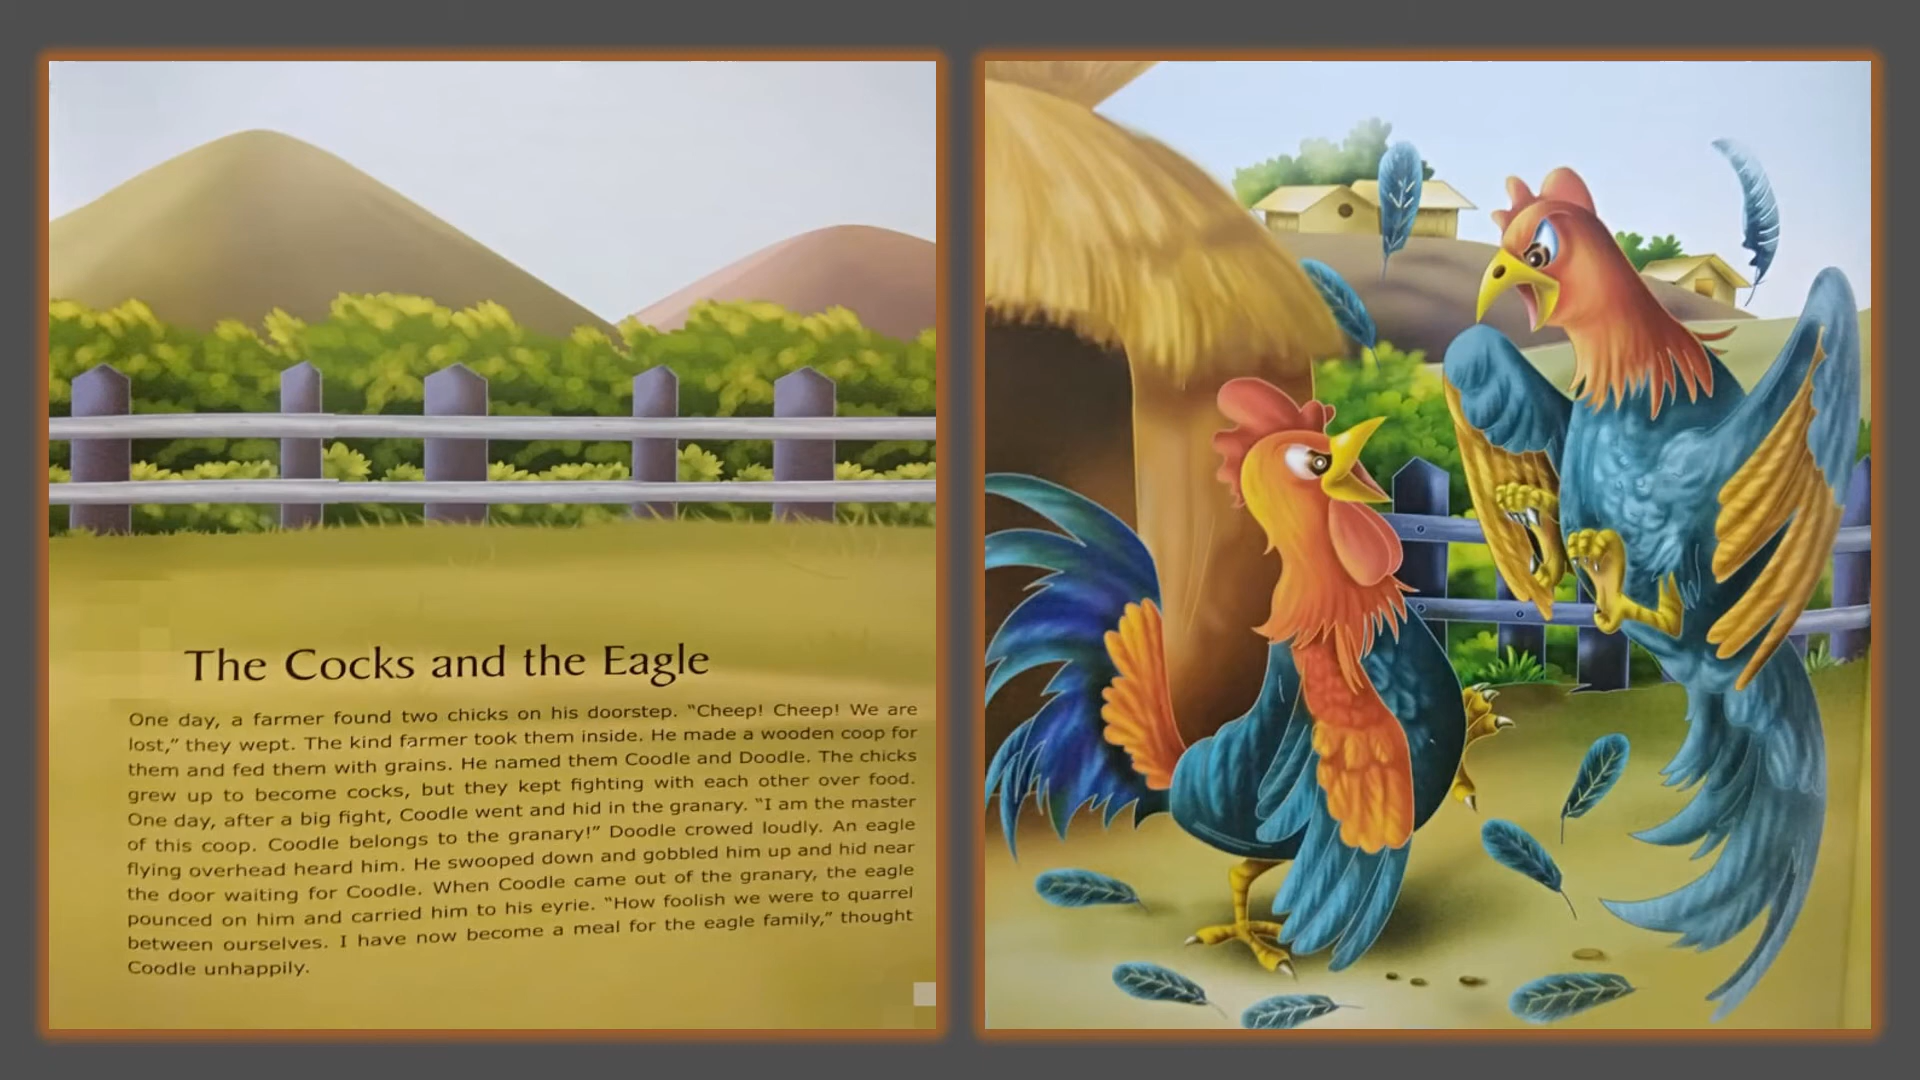 The Cocks and the Eagle
One day, a farmer found two chicks on his doorstep. “Cheep! Cheep! We are
lost,” they wept. The kind farmer took them inside. He made a wooden coop for
them and fed them with grains. He named them Coodle and Doodle. The chicks
grew up to become cocks, but they kept fighting with each other over food.
One day, after a big fight, Coodle went and hid in the granary. “I am the master
of this coop. Coodle belongs to the granary!” Doodle crowed loudly. An eagle
flying overhead heard him. He swooped down and gobbled him up and hid near
the door waiting for Coodle. When Coodle came out of the granary, the eagle
pounced on him and carried him to his eyrie. “How foolish we were to quarrel
between ourselves. I have now become a meal for the eagle family,” thought
Coodle unhappily.